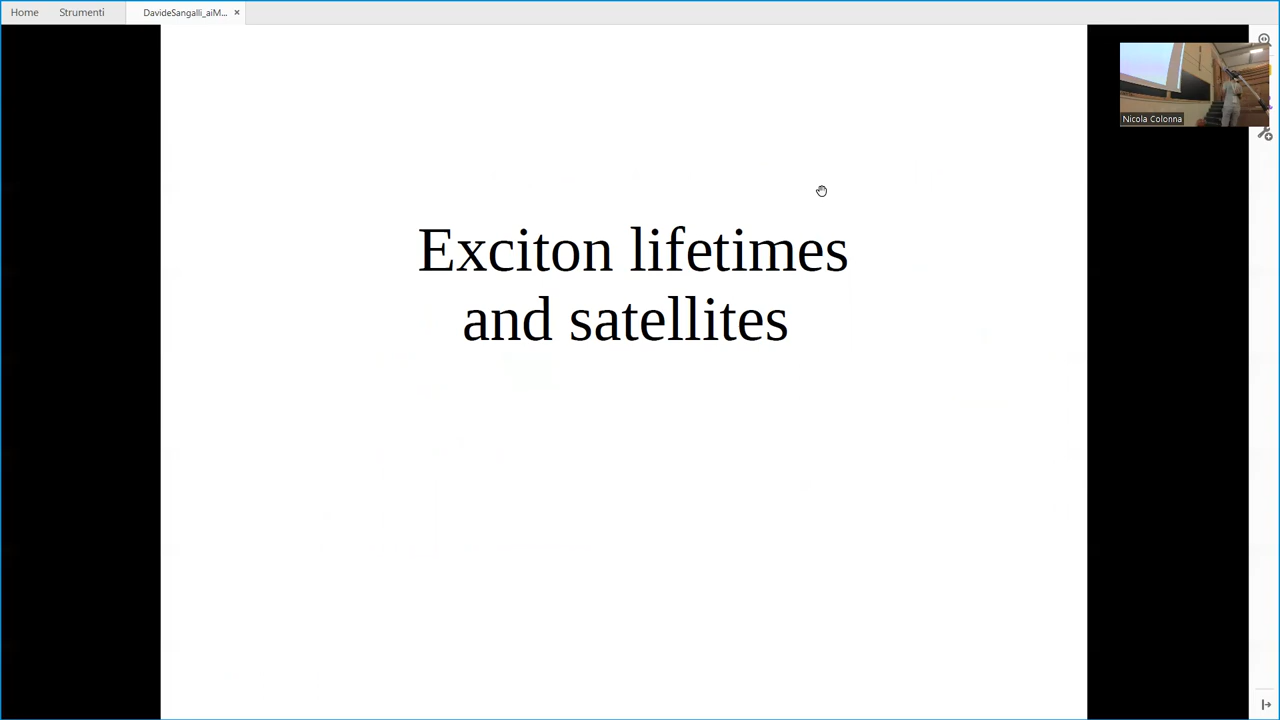 Home
Strumenti
DavideSangalli_aiM...
Nicola Colonna
Exciton lifetimes
and satellites